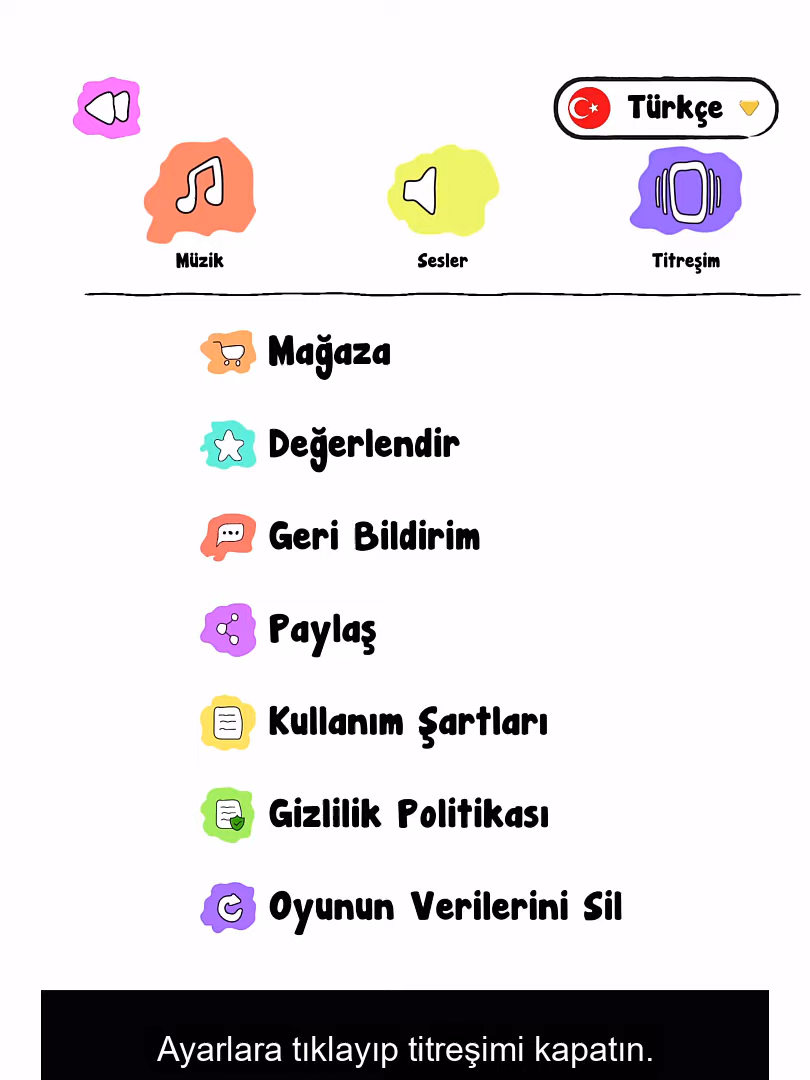 Türkçe
Müzik
Sesler
Titreşim
Mağaza
Değerlendir
Geri Bildirim
Paylaş
Kullanım Şartları
Gizlilik Politikası
Oyunun Verilerini Sil
Ayarlara tıklayıp titreşimi kapatın.